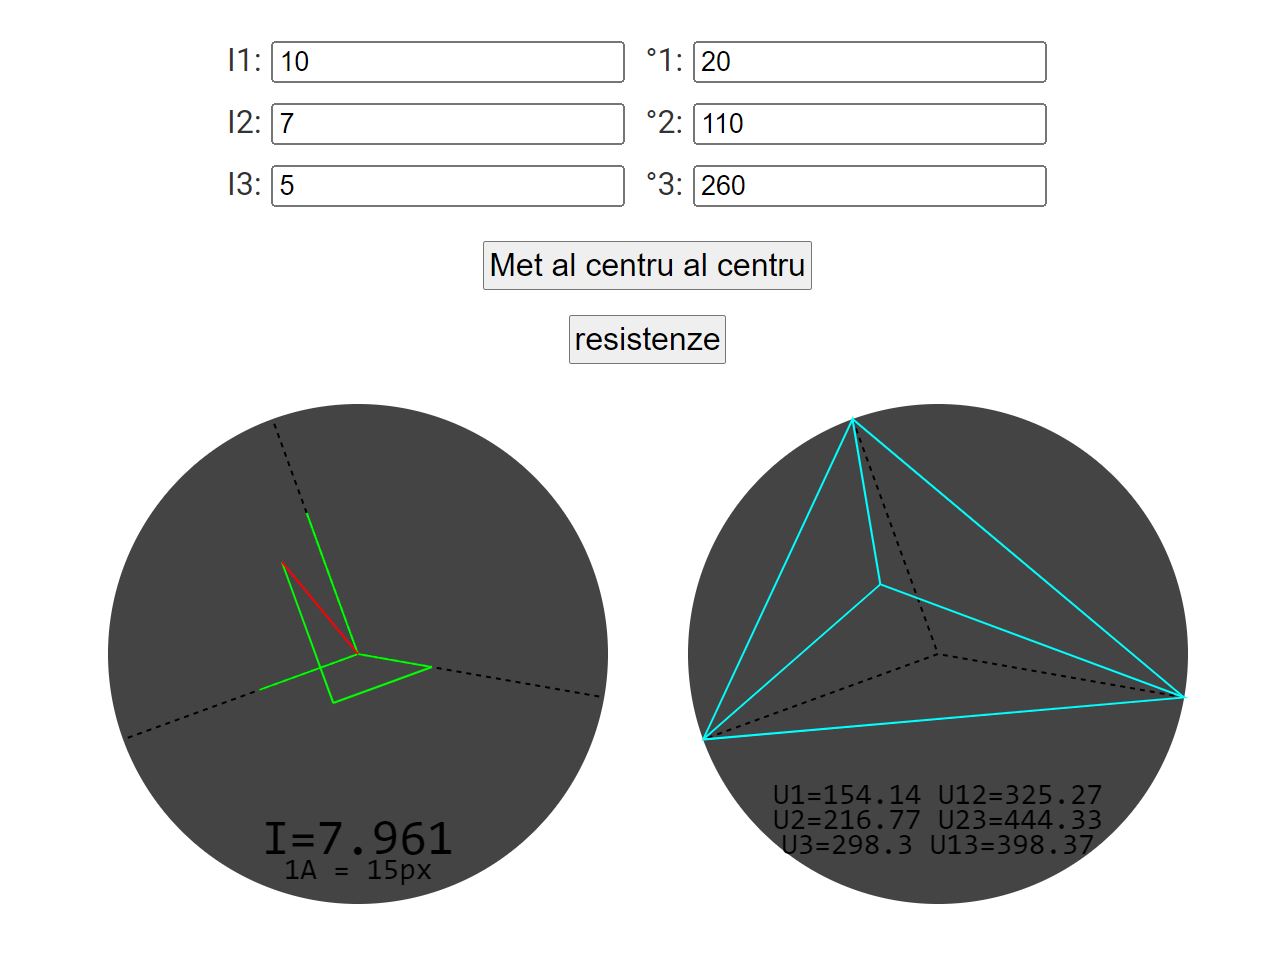 I1: 10 °1: 20
I2: 7 °2: 110
I3: 5 °3: 260
Met al centru al centru
resistenze
I=7.961
1A = 15px
U1=154.14 U12=325.27
U2=216.77 U23=444.33
U3=298.3 U13=398.37